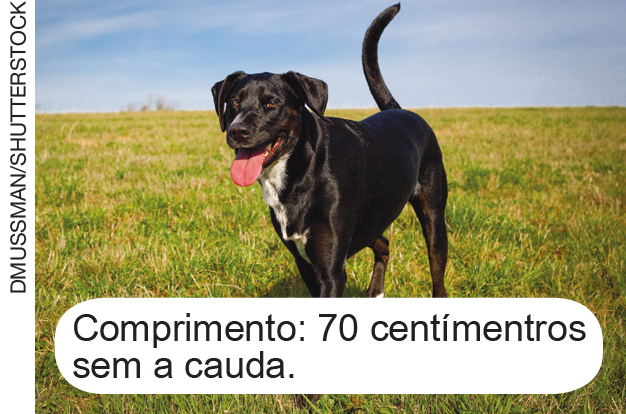 DMUSSMAN/SHUTTERSTOCK
Comprimento: 70 centímentros
sem a cauda.